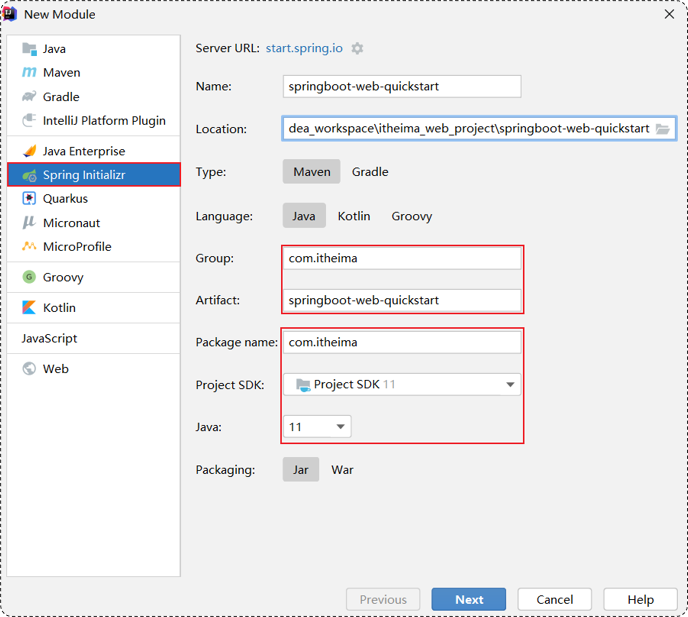 New Module
Java
Maven
Gradle
IntelliJ Platform Plugin
Java Enterprise
Spring Initializr
Quarkus
Micronaut
MicroProfile
G Groovy
Kotlin
JavaScript
Web
Server URL: start.spring.io
Name: springboot-web-quickstart
Location: dea_workspace\itheima_web_project\springboot-web-quickstart
Type: Maven Gradle
Language: Java Kotlin Groovy
Group: com.itheima
Artifact: springboot-web-quickstart
Package name: com.itheima
Project SDK: Project SDK 11
Java: 11
Packaging: Jar War
Previous Next Cancel Help